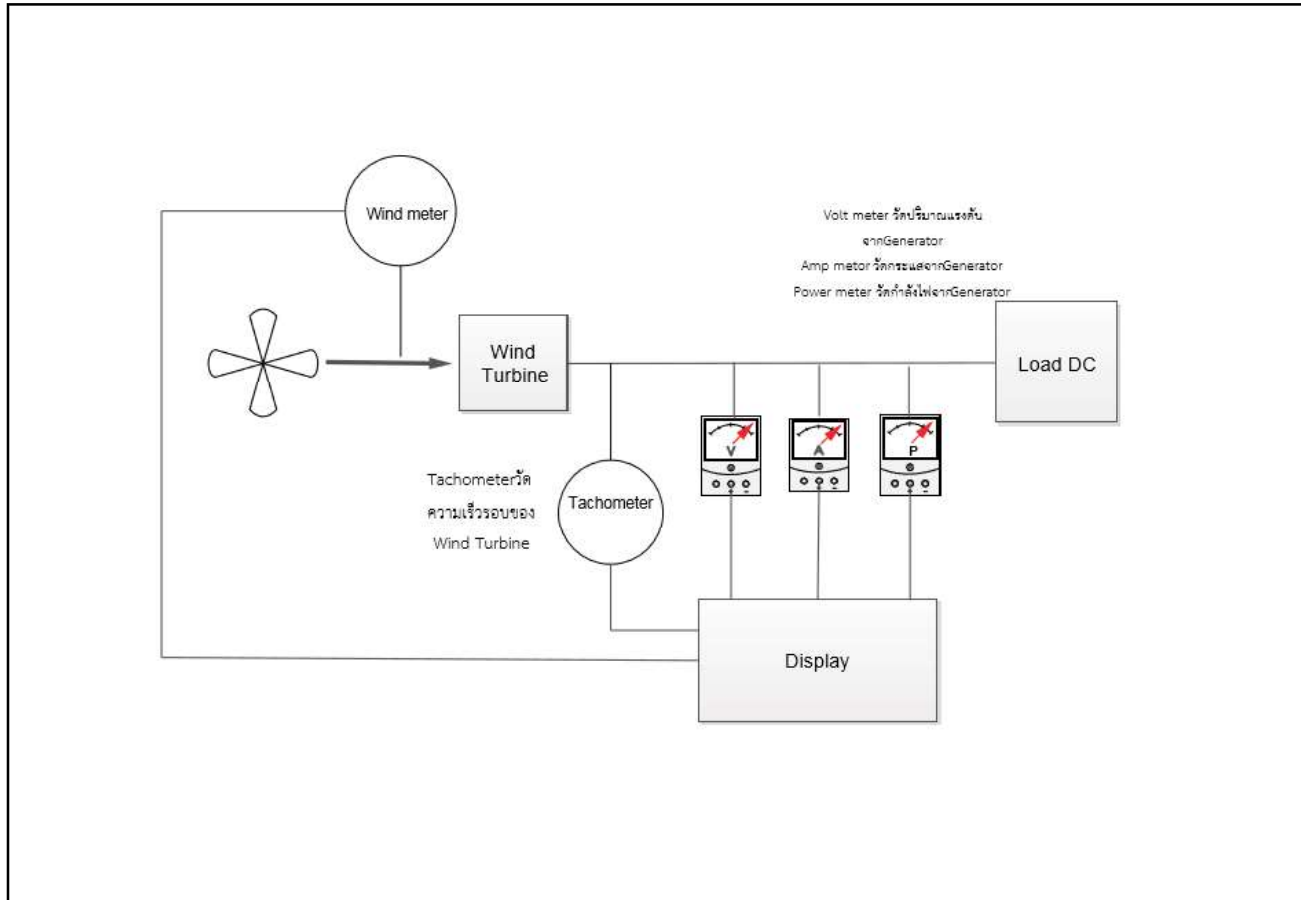 Wind meter
Volt meter วัดปริมาณแรงดัน
จากGenerator
Amp metor วัดกระแสจากGenerator
Power meter วัดกำลังไฟจากGenerator
Wind
Turbine
Load DC
V
A
P
Tachometerวัด
ความเร็วรอบของ
Wind Turbine
Tachometer
Display